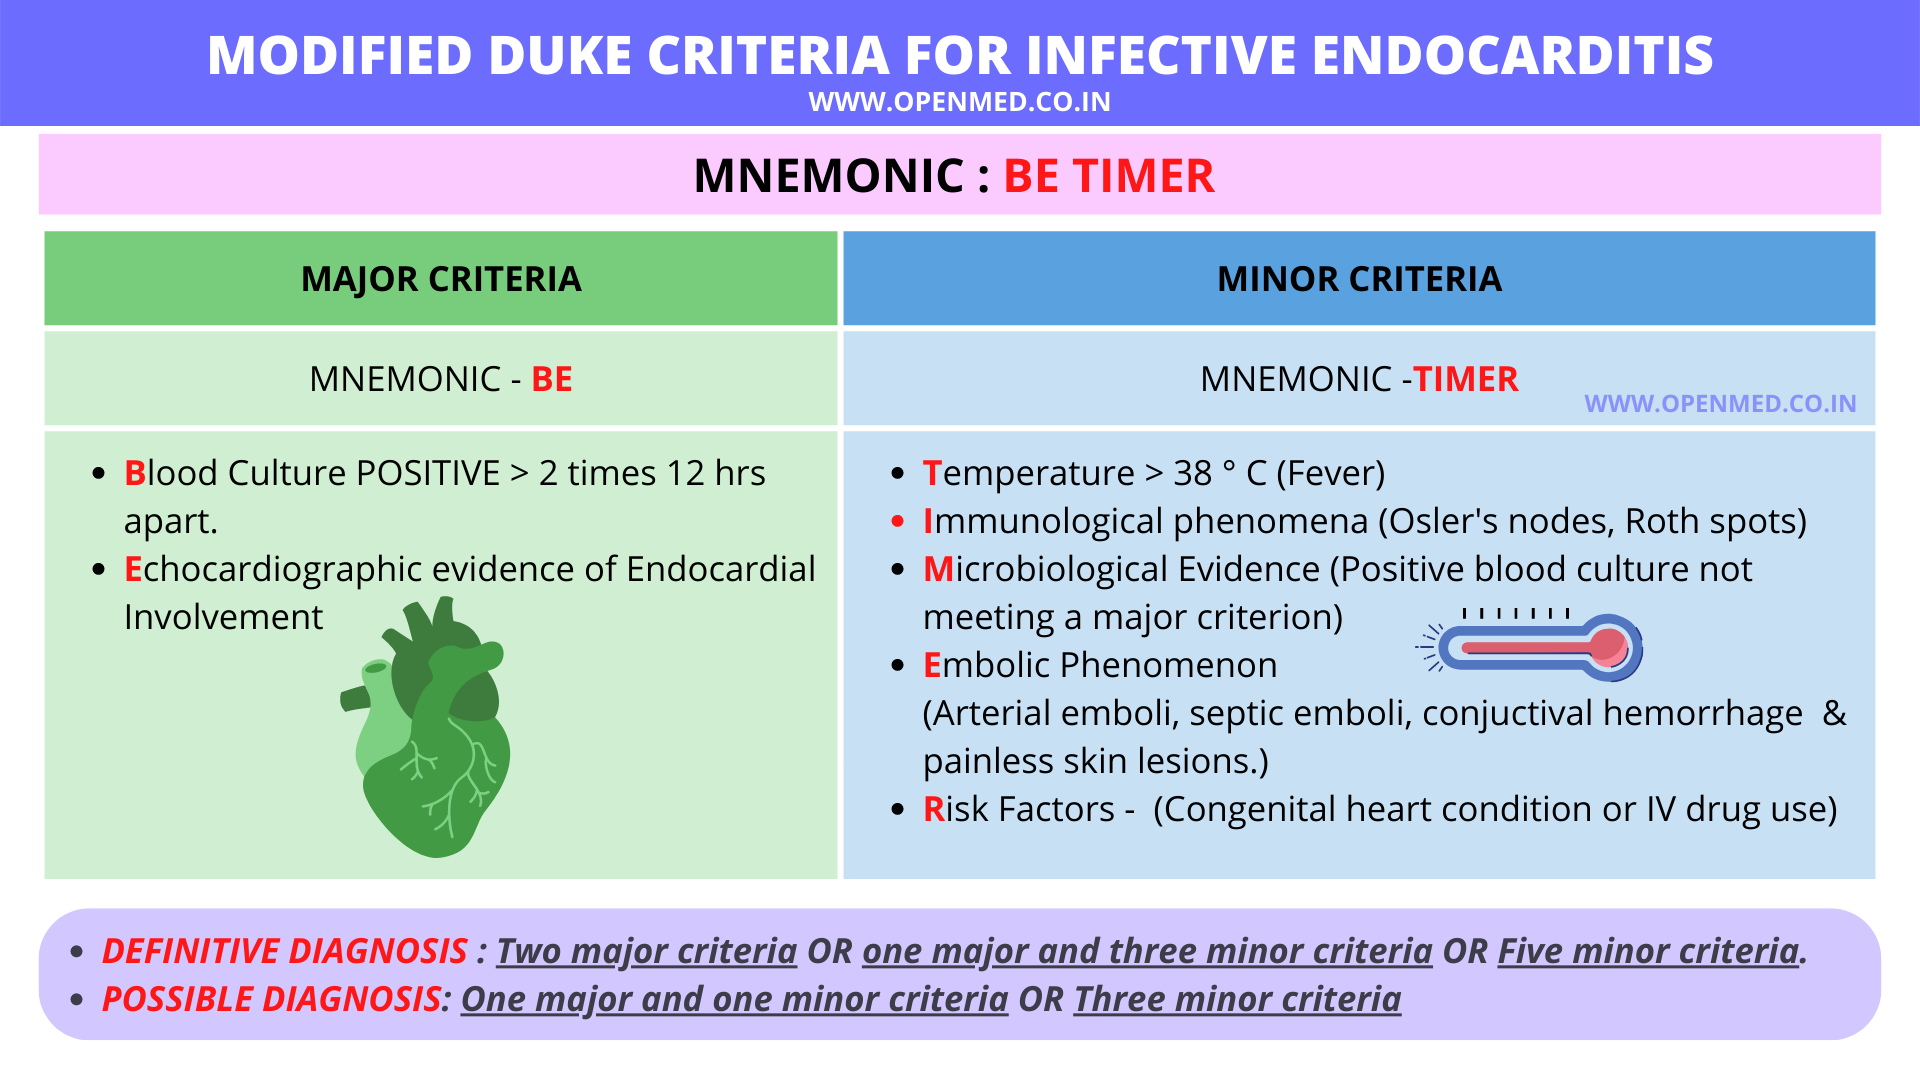 MODIFIED DUKE CRITERIA FOR INFECTIVE ENDOCARDITIS
WWW.OPENMED.CO.IN
MNEMONIC : BE TIMER
MAJOR CRITERIA
MINOR CRITERIA
MNEMONIC - BE
MNEMONIC -TIMER
WWW.OPENMED.CO.IN
• Blood Culture POSITIVE > 2 times 12 hrs
apart.
• Echocardiographic evidence of Endocardial
Involvement
• Temperature > 38 ° C (Fever)
• Immunological phenomena (Osler's nodes, Roth spots)
• Microbiological Evidence (Positive blood culture not
meeting a major criterion)
• Embolic Phenomenon
(Arterial emboli, septic emboli, conjuctival hemorrhage &
painless skin lesions.)
• Risk Factors - (Congenital heart condition or IV drug use)
• DEFINITIVE DIAGNOSIS : Two major criteria OR one major and three minor criteria OR Five minor criteria.
• POSSIBLE DIAGNOSIS: One major and one minor criteria OR Three minor criteria